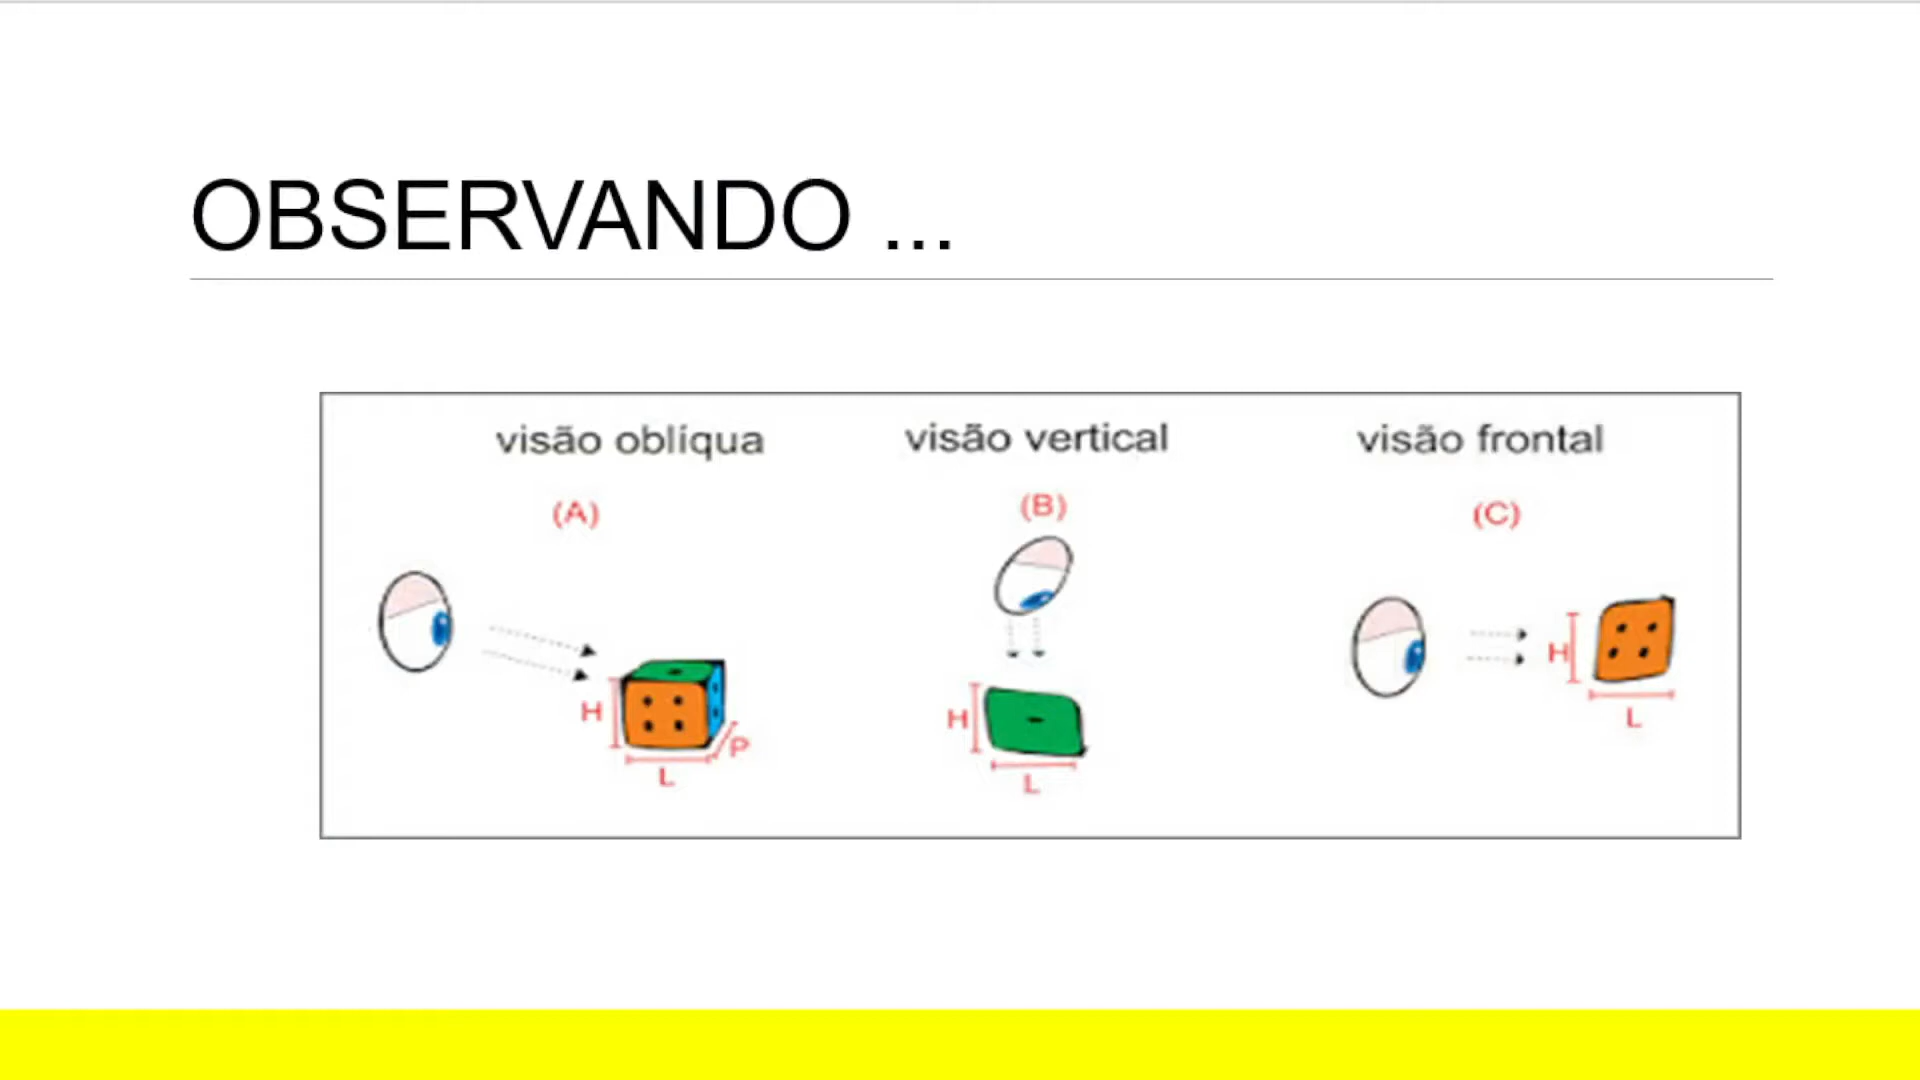 OBSERVANDO ...
visão oblíqua
visão vertical
visão frontal
(A)
(B)
(C)
H
P
L
H
L
H
L